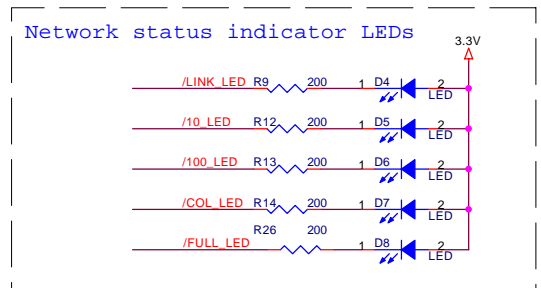 Network status indicator LEDs
3.3V
/LINK_LED R9 200 1 D4 2 LED
/10_LED R12 200 1 D5 2 LED
/100_LED R13 200 1 D6 2 LED
/COL_LED R14 200 1 D7 2 LED
/FULL_LED R26 200 1 D8 2 LED